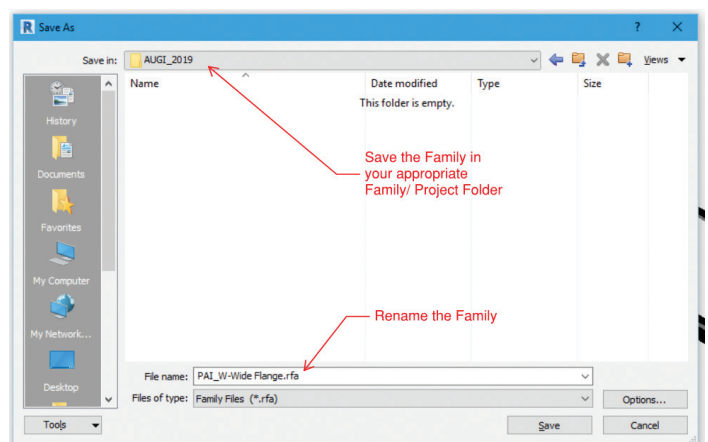 R Save As ? X
Save in: AUGI_2019 Views
Name Date modified Type Size
This folder is empty.
History
Documents
Favorites
My Computer
My Network...
Desktop
Save the Family in
your appropriate
Family/ Project Folder
Rename the Family
File name: PAI_W-Wide Flange.rfa
Files of type: Family Files (*.rfa) Options...
Tools Save Cancel